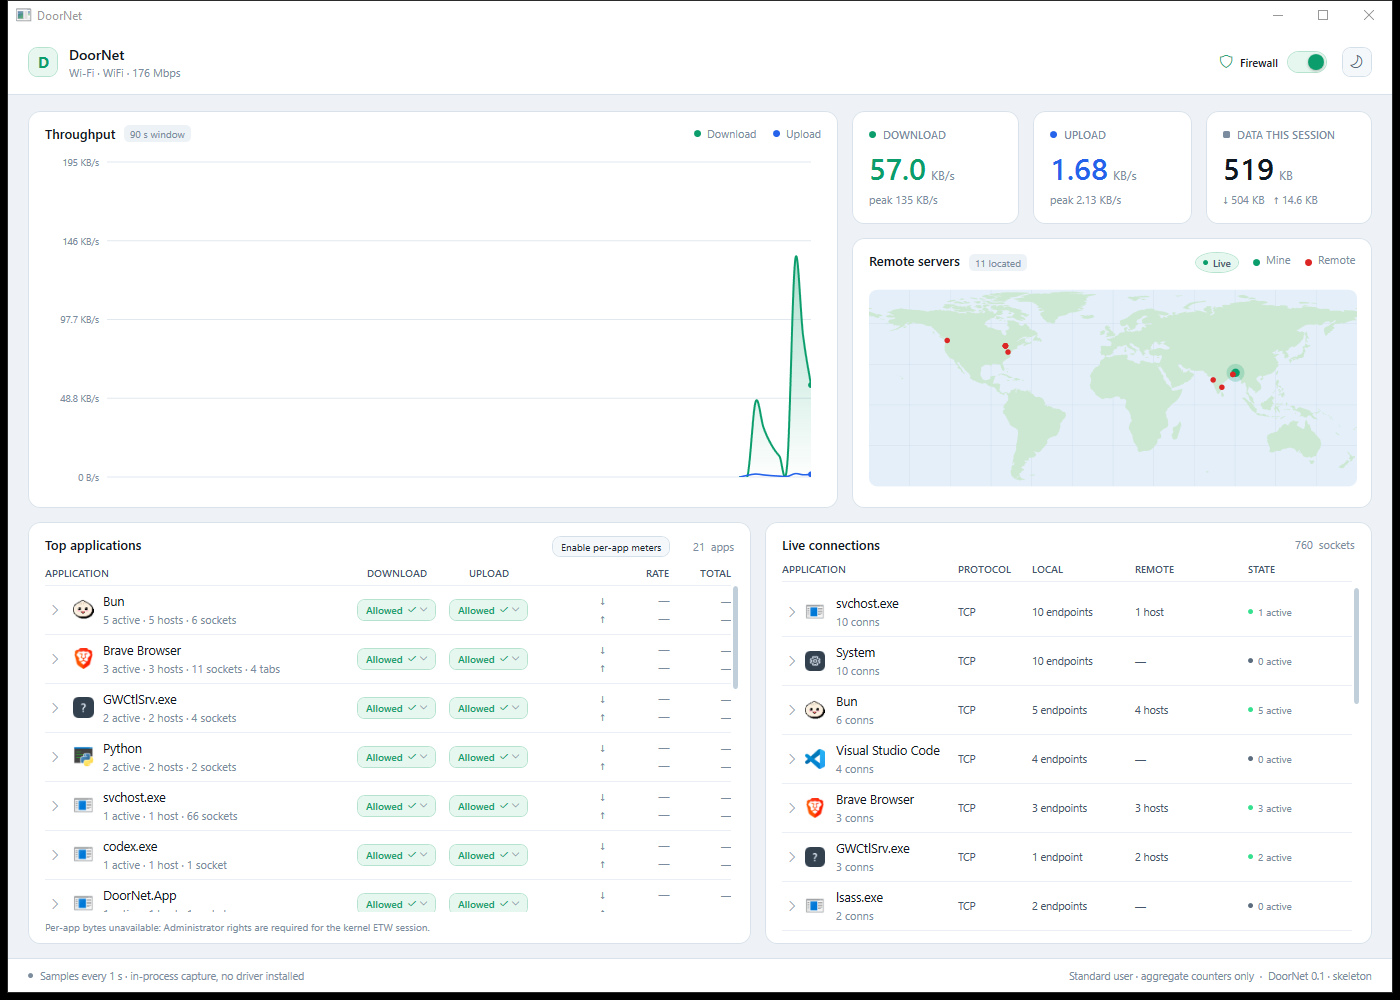 DoorNet
D
DoorNet
Wi-Fi · WiFi · 176 Mbps
Firewall
Throughput 90 s window
Download Upload
195 KB/s
146 KB/s
97.7 KB/s
48.8 KB/s
0 B/s
DOWNLOAD
57.0 KB/s
peak 135 KB/s
UPLOAD
1.68 KB/s
peak 2.13 KB/s
DATA THIS SESSION
519 KB
↓ 504 KB ↑ 14.6 KB
Remote servers 11 located
Live Mine Remote
Top applications
Enable per-app meters 21 apps
APPLICATION DOWNLOAD UPLOAD RATE TOTAL
Bun
5 active · 5 hosts · 6 sockets
Allowed ✓ Allowed ✓ ↓ — —
↑ — —
Brave Browser
3 active · 3 hosts · 11 sockets · 4 tabs
Allowed ✓ Allowed ✓ ↓ — —
↑ — —
GWCtlSrv.exe
2 active · 2 hosts · 4 sockets
Allowed ✓ Allowed ✓ ↓ — —
↑ — —
Python
2 active · 2 hosts · 2 sockets
Allowed ✓ Allowed ✓ ↓ — —
↑ — —
svchost.exe
1 active · 1 host · 66 sockets
Allowed ✓ Allowed ✓ ↓ — —
↑ — —
codex.exe
1 active · 1 host · 1 socket
Allowed ✓ Allowed ✓ ↓ — —
↑ — —
DoorNet.App
Allowed ✓ Allowed ✓ ↓ — —
Per-app bytes unavailable: Administrator rights are required for the kernel ETW session.
Live connections
760 sockets
APPLICATION PROTOCOL LOCAL REMOTE STATE
svchost.exe
10 conns
TCP 10 endpoints 1 host 1 active
System
10 conns
TCP 10 endpoints — 0 active
Bun
6 conns
TCP 5 endpoints 4 hosts 5 active
Visual Studio Code
4 conns
TCP 4 endpoints — 0 active
Brave Browser
3 conns
TCP 3 endpoints 3 hosts 3 active
? GWCtlSrv.exe
3 conns
TCP 1 endpoint 2 hosts 2 active
lsass.exe
2 conns
TCP 2 endpoints — 0 active
Samples every 1 s · in-process capture, no driver installed
Standard user · aggregate counters only · DoorNet 0.1 · skeleton